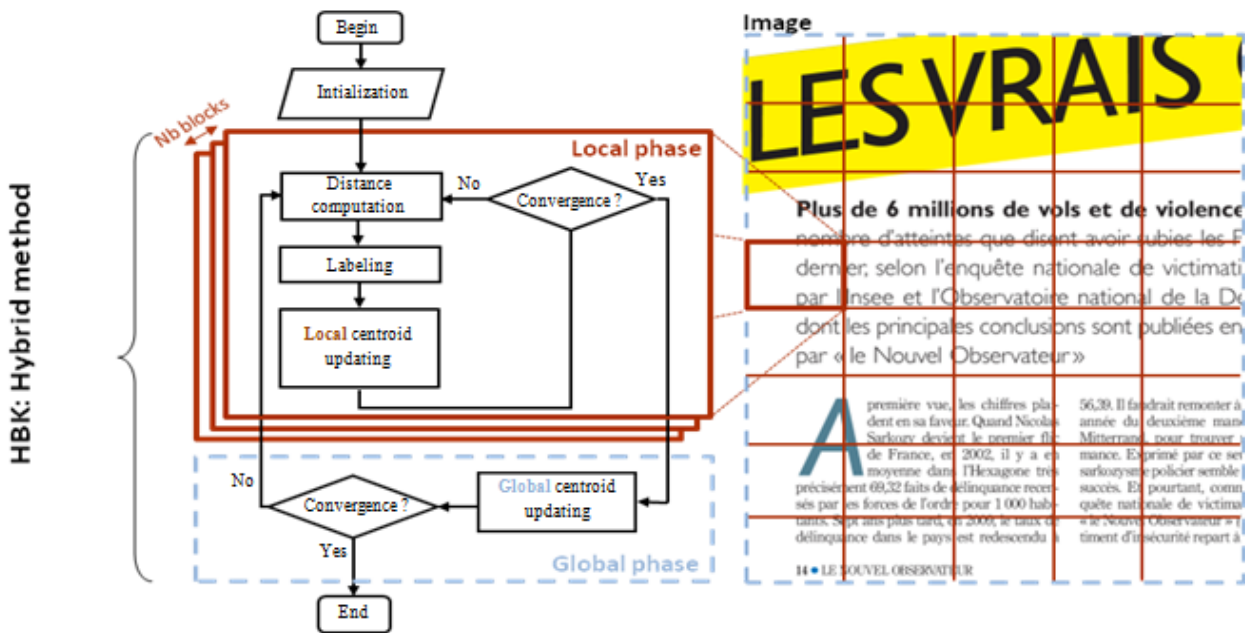 HBK: Hybrid method
Begin
Intialization
Nb blocks
Local phase
Distance
computation
No
Convergence ?
Yes
Labeling
Local centroid
updating
No
Convergence ?
Global centroid
updating
Yes
Global phase
End
Image
LES VRAIS
Plus de 6 millions de vols et de violence
nombre d'atteintes que disent avoir subies les F
dernier, selon l'enquête nationale de victimati
par l'Insee et l'Observatoire national de la Dé
dont les principales conclusions sont publiées en
par « le Nouvel Observateur »
A première vue, les chiffres plai-
dent en sa faveur. Quand Nicolas
Sarkozy devient le premier flic
de France, en 2002, il y a en
moyenne dans l'Hexagone très
précisément 69,32 faits de délinquance recen-
sés par les forces de l'ordre pour 1 000 habi-
tants. Sept ans plus tard, en 2009, le taux de
délinquance dans le pays est redescendu à
56,39. Il faudrait remonter à
année du deuxième man
Mitterrand, pour trouver
mance. Exprimé par ce ser
sarkozysme policier semble
succès. Et pourtant, comm
quête nationale de victima
« le Nouvel Observateur »
timent d'insécurité repart à
14 • LE NOUVEL OBSERVATEUR